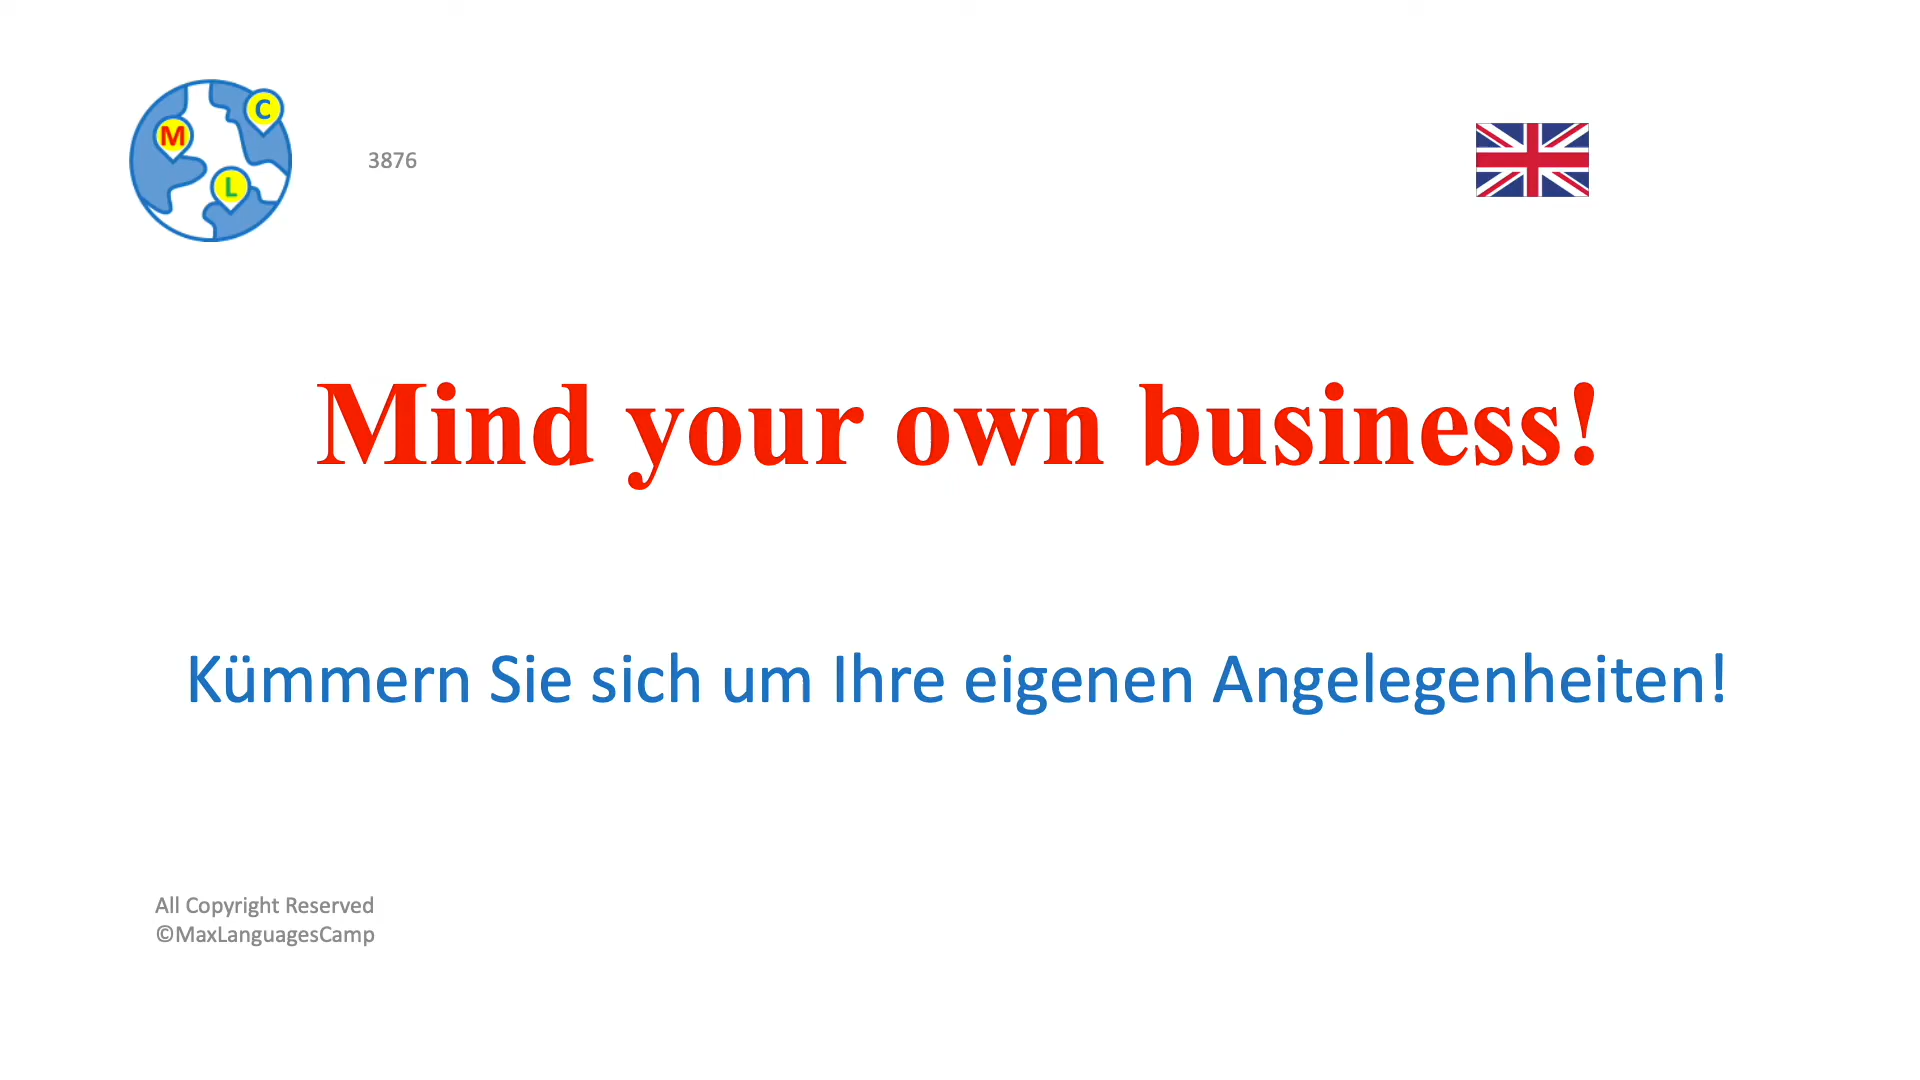 C
M
L
3876
Mind your own business!
Kümmern Sie sich um Ihre eigenen Angelegenheiten!
All Copyright Reserved
©MaxLanguagesCamp